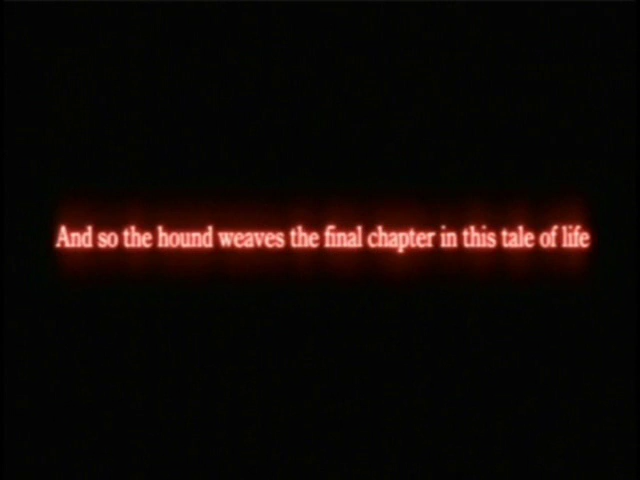 And so the hound weaves the final chapter in this tale of life